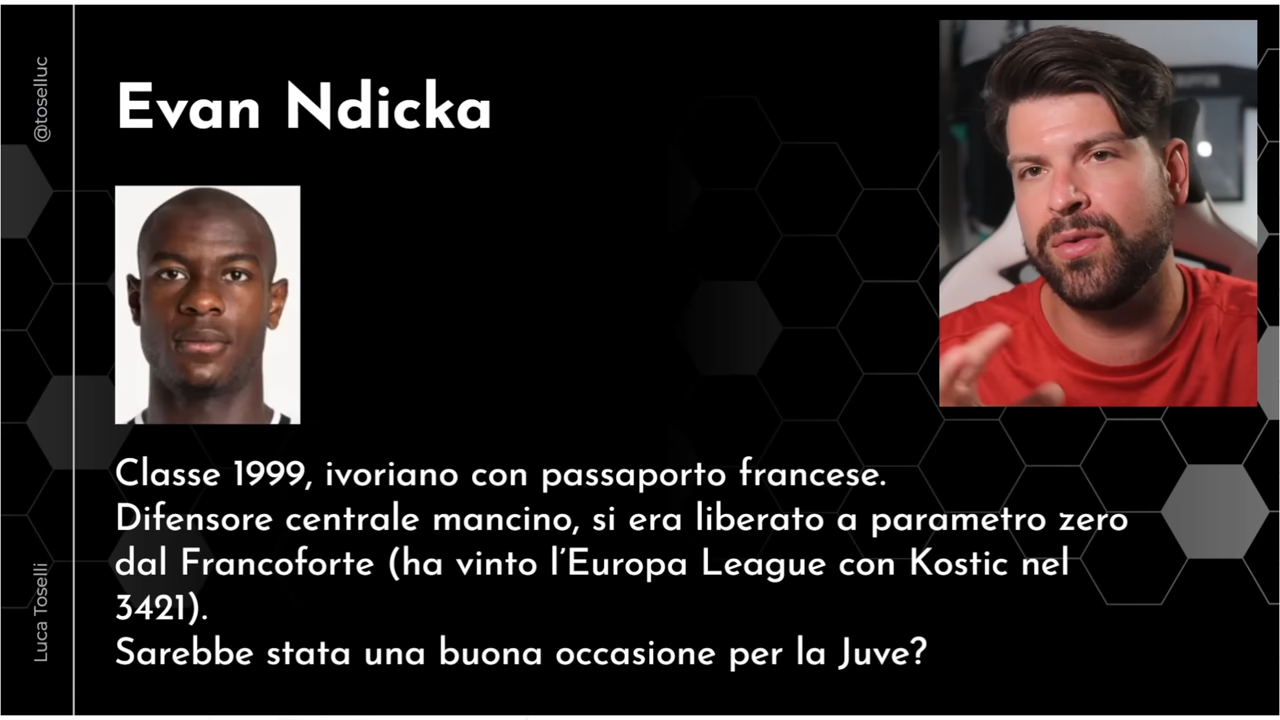 @toselluc
Luca Toselli
Evan Ndicka
Classe 1999, ivoriano con passaporto francese.
Difensore centrale mancino, si era liberato a parametro zero
dal Francoforte (ha vinto l'Europa League con Kostic nel
3421).
Sarebbe stata una buona occasione per la Juve?